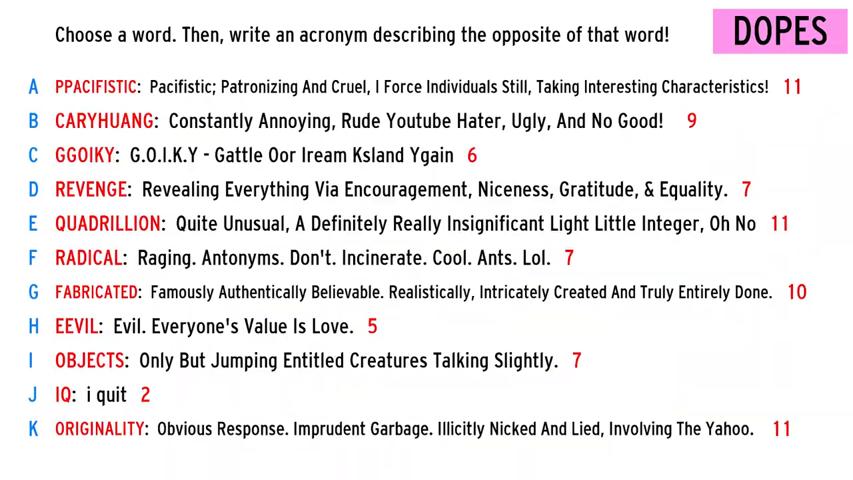 Choose a word. Then, write an acronym describing the opposite of that word!
DOPES
A PPACIFISTIC: Pacifistic; Patronizing And Cruel, I Force Individuals Still, Taking Interesting Characteristics! 11
B CARYHUANG: Constantly Annoying, Rude Youtube Hater, Ugly, And No Good! 9
C GGOIKY: G.O.I.K.Y - Gattle Oor Iream Ksland Ygain 6
D REVENGE: Revealing Everything Via Encouragement, Niceness, Gratitude, & Equality. 7
E QUADRILLION: Quite Unusual, A Definitely Really Insignificant Light Little Integer, Oh No 11
F RADICAL: Raging. Antonyms. Don't. Incinerate. Cool. Ants. Lol. 7
G FABRICATED: Famously Authentically Believable. Realistically, Intricately Created And Truly Entirely Done. 10
H EEVIL: Evil. Everyone's Value Is Love. 5
I OBJECTS: Only But Jumping Entitled Creatures Talking Slightly. 7
J IQ: i quit 2
K ORIGINALITY: Obvious Response. Imprudent Garbage. Illicitly Nicked And Lied, Involving The Yahoo. 11